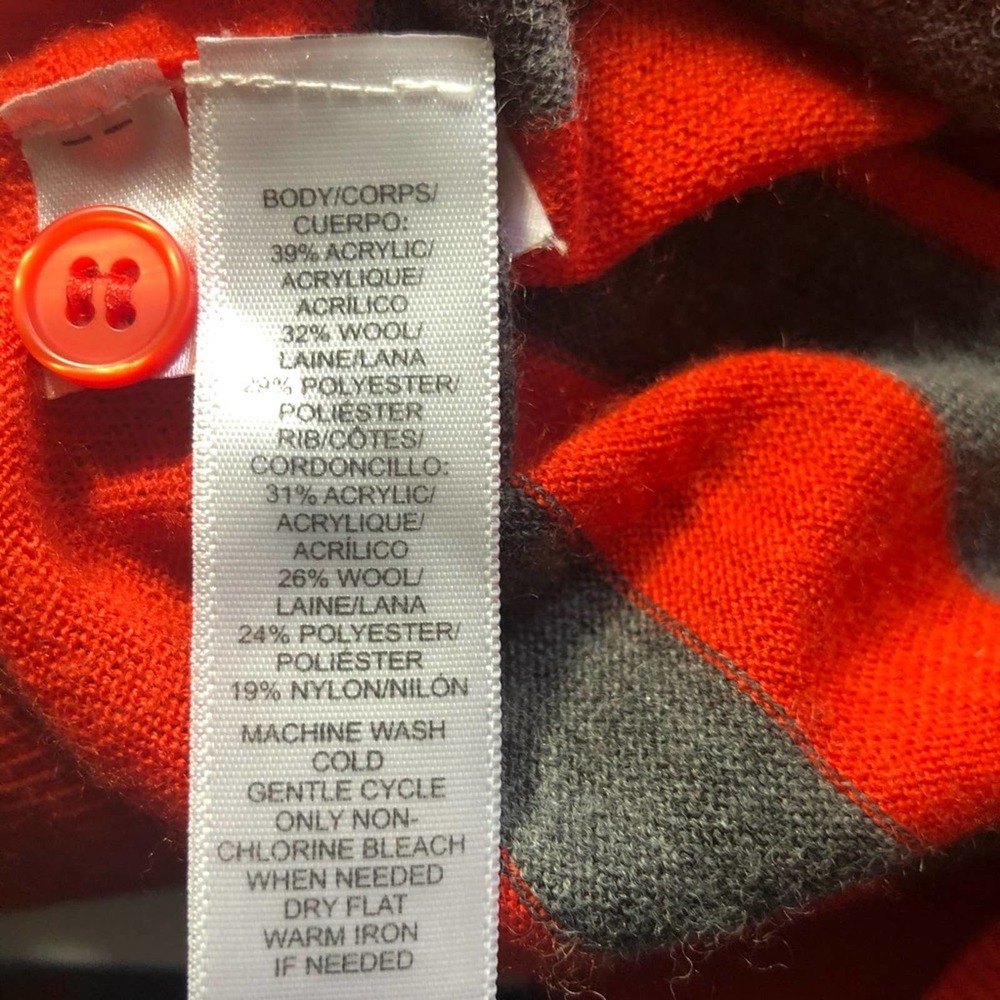 BODY/CORPS/
CUERPO:
39% ACRYLIC/
ACRYLIQUE/
ACRÍLICO
32% WOOL/
LAINE/LANA
29% POLYESTER/
POLIÉSTER
RIB/CÔTES/
CORDONCILLO:
31% ACRYLIC/
ACRYLIQUE/
ACRÍLICO
26% WOOL/
LAINE/LANA
24% POLYESTER/
POLIÉSTER
19% NYLON/NILÓN
MACHINE WASH
COLD
GENTLE CYCLE
ONLY NON-
CHLORINE BLEACH
WHEN NEEDED
DRY FLAT
WARM IRON
IF NEEDED